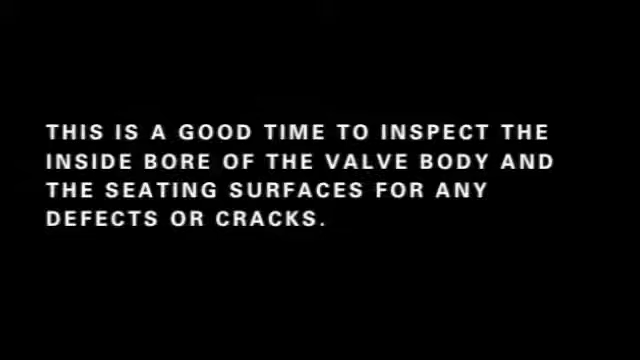 THIS IS A GOOD TIME TO INSPECT THE
INSIDE BORE OF THE VALVE BODY AND
THE SEATING SURFACES FOR ANY
DEFECTS OR CRACKS.